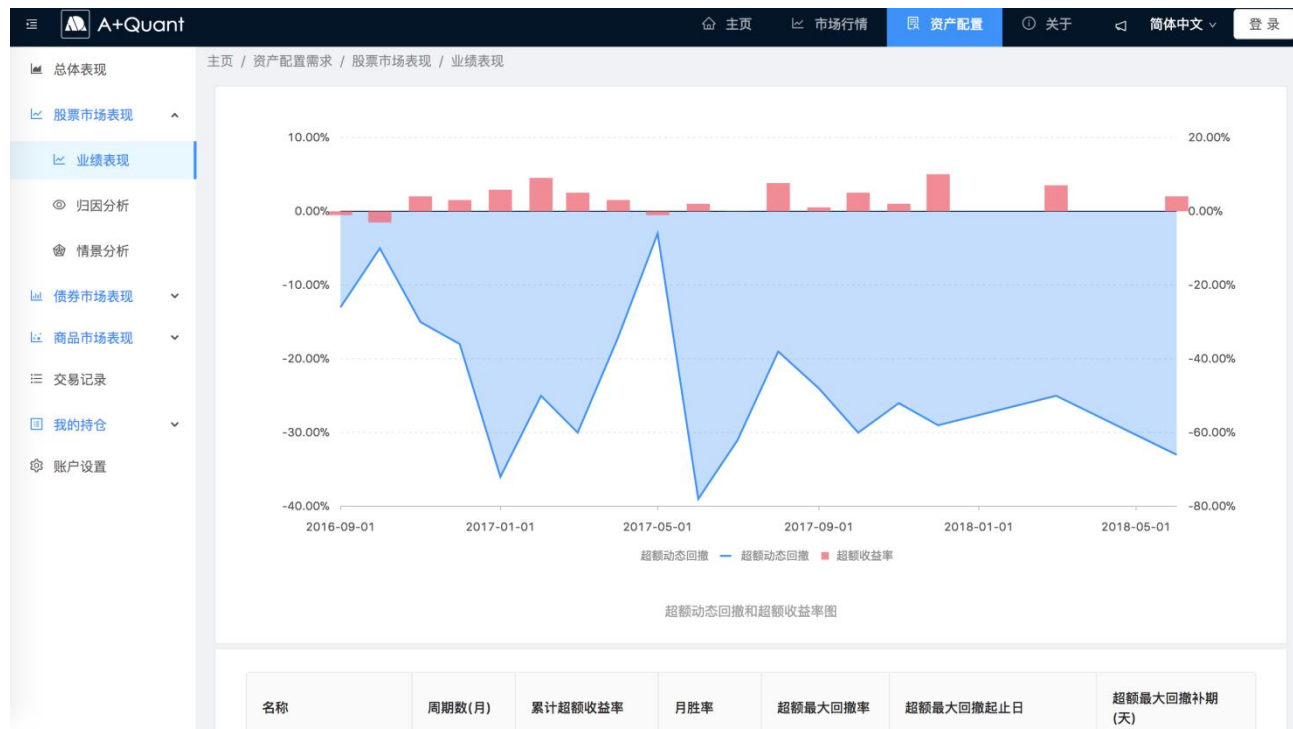 A+Quant
主页
市场行情
资产配置
关于
简体中文
登 录
总体表现
股票市场表现
业绩表现
归因分析
情景分析
债券市场表现
商品市场表现
交易记录
我的持仓
账户设置
主页 / 资产配置需求 / 股票市场表现 / 业绩表现
10.00%
0.00%
-10.00%
-20.00%
-30.00%
-40.00%
20.00%
0.00%
-20.00%
-40.00%
-60.00%
-80.00%
2016-09-01
2017-01-01
2017-05-01
2017-09-01
2018-01-01
2018-05-01
超额动态回撤
超额动态回撤
超额收益率
超额动态回撤和超额收益率图
名称
周期数(月)
累计超额收益率
月胜率
超额最大回撤率
超额最大回撤起止日
超额最大回撤补期
(天)